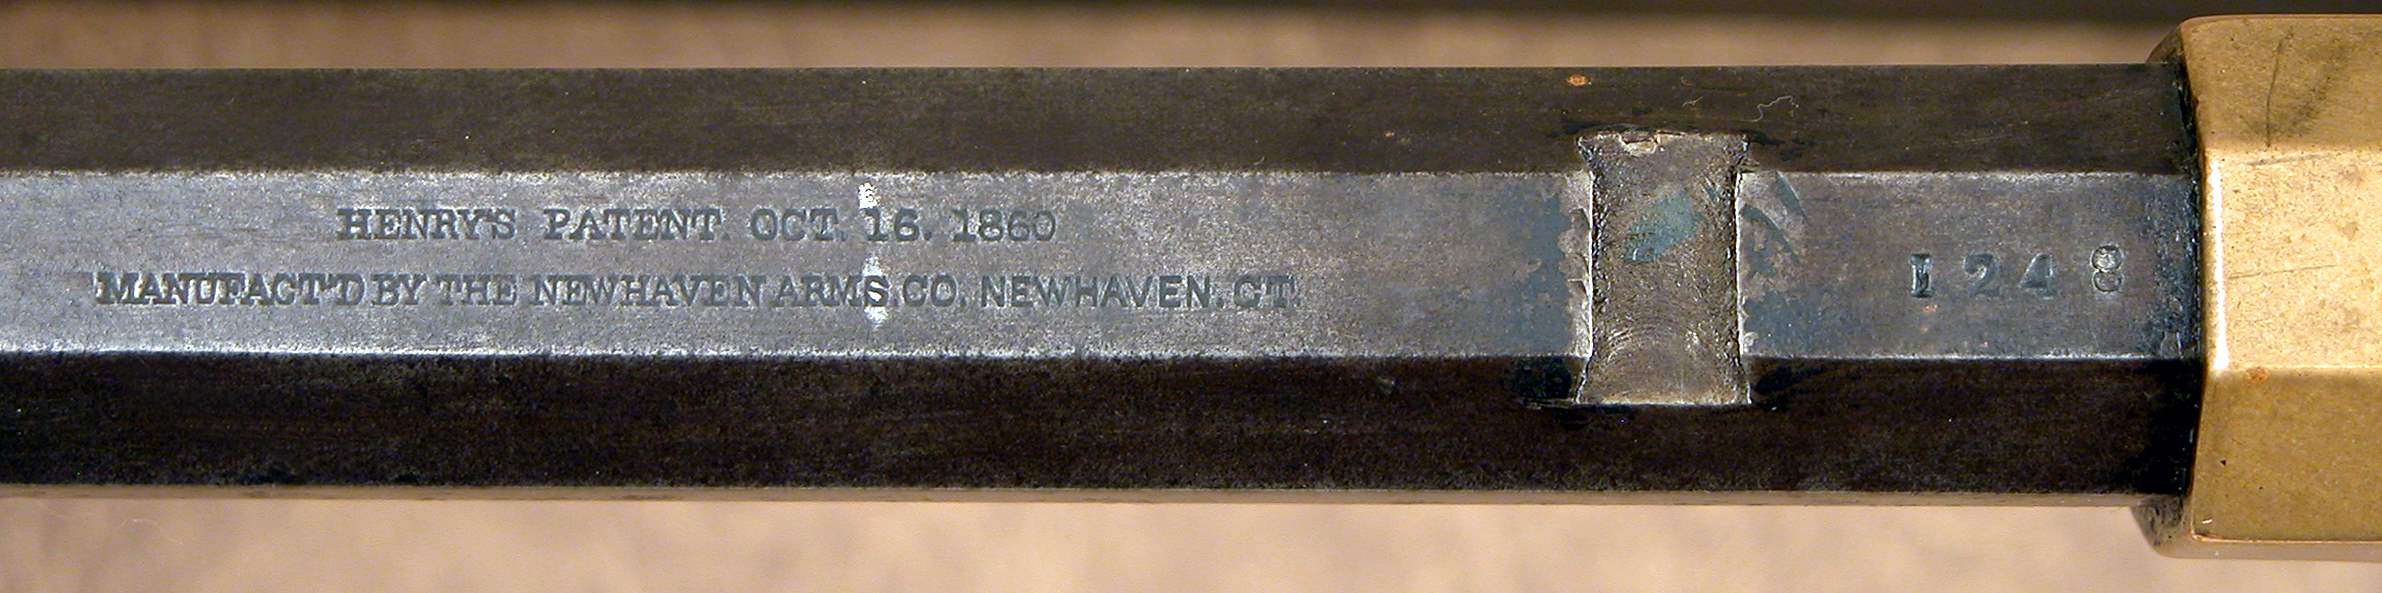 HENRY'S PATENT. OCT. 16. 1860
MANUFACT'D BY THE NEWHAVEN ARMS CO, NEWHAVEN. CT.
1248